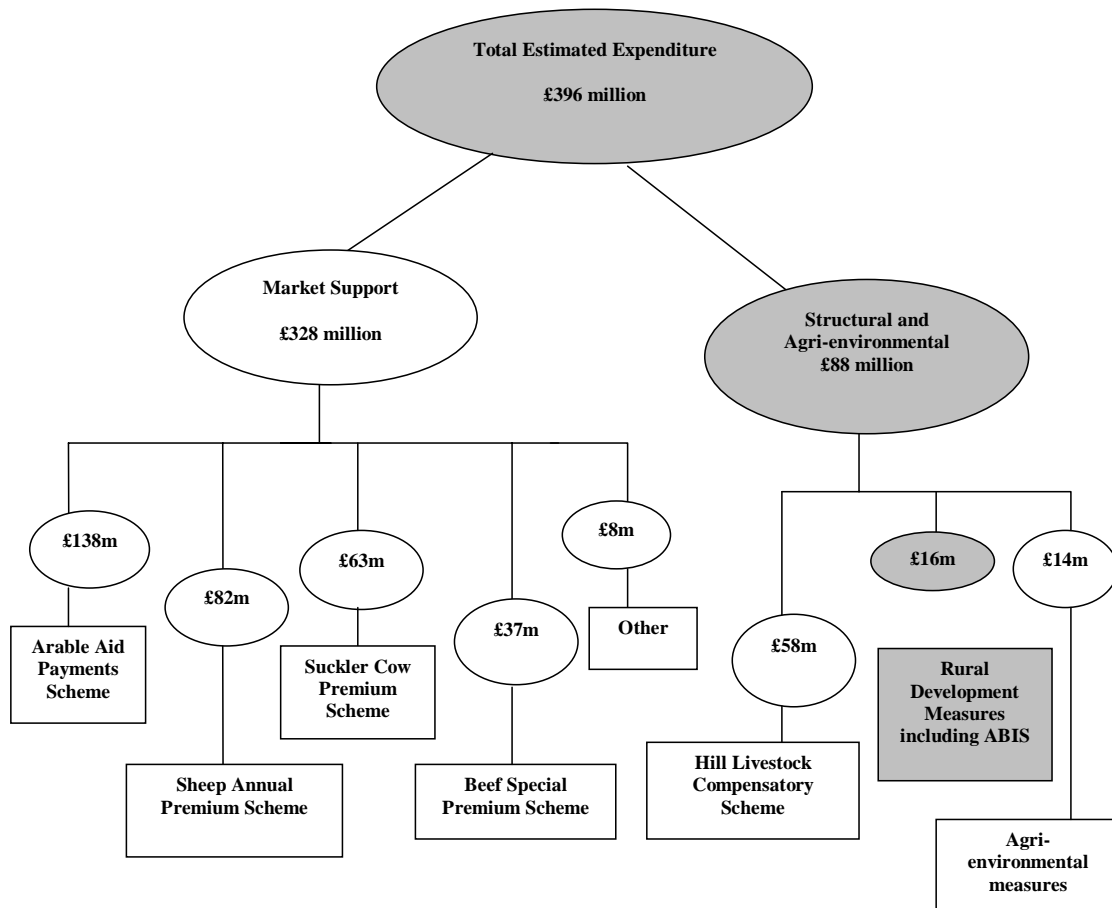 Total Estimated Expenditure
£396 million
Market Support
£328 million
Structural and
Agri-environmental
£88 million
£138m
£82m
£63m
£37m
£8m
£58m
£16m
£14m
Arable Aid
Payments
Scheme
Sheep Annual
Premium Scheme
Suckler Cow
Premium
Scheme
Beef Special
Premium Scheme
Other
Hill Livestock
Compensatory
Scheme
Rural
Development
Measures
including ABIS
Agri-
environmental
measures